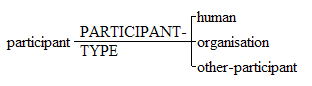 participant
PARTICIPANT-
TYPE
human
organisation
other-participant